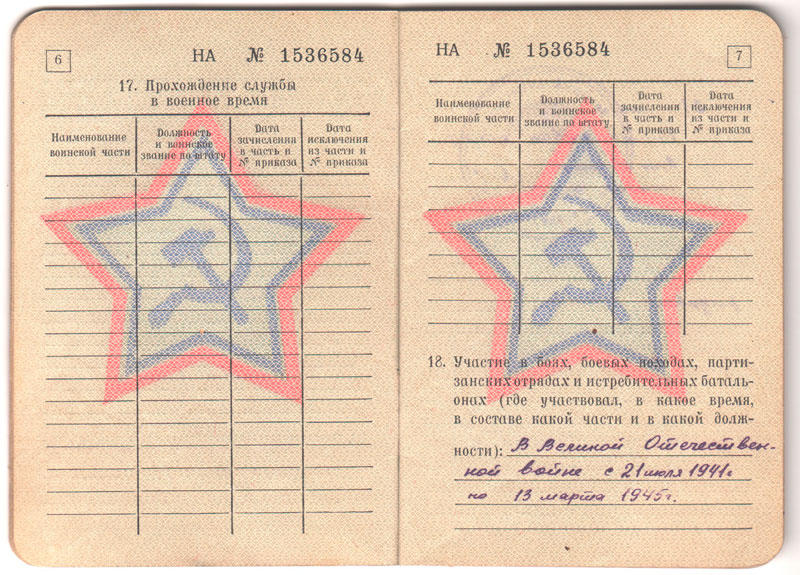 6
НА № 1536584
17. Прохождение службы
в военное время
Наименование
воинской части
Должность
и воинское
звание по штату
Дата
зачисления
в часть и
№ приказа
Дата
исключения
из части и
№ приказа
НА № 1536584
7
Наименование
воинской части
Должность
и воинское
звание по штату
Дата
зачисления
в часть и
№ приказа
Дата
исключения
из части и
№ приказа
18. Участие в боях, боевых походах, парти-
занских отрядах и истребительных баталь-
онах (где участвовал, в какое время,
в составе какой части и в какой долж-
ности): В Великой Отечествен-
ной войне с 21 июля 1941г
по 13 марта 1945г.